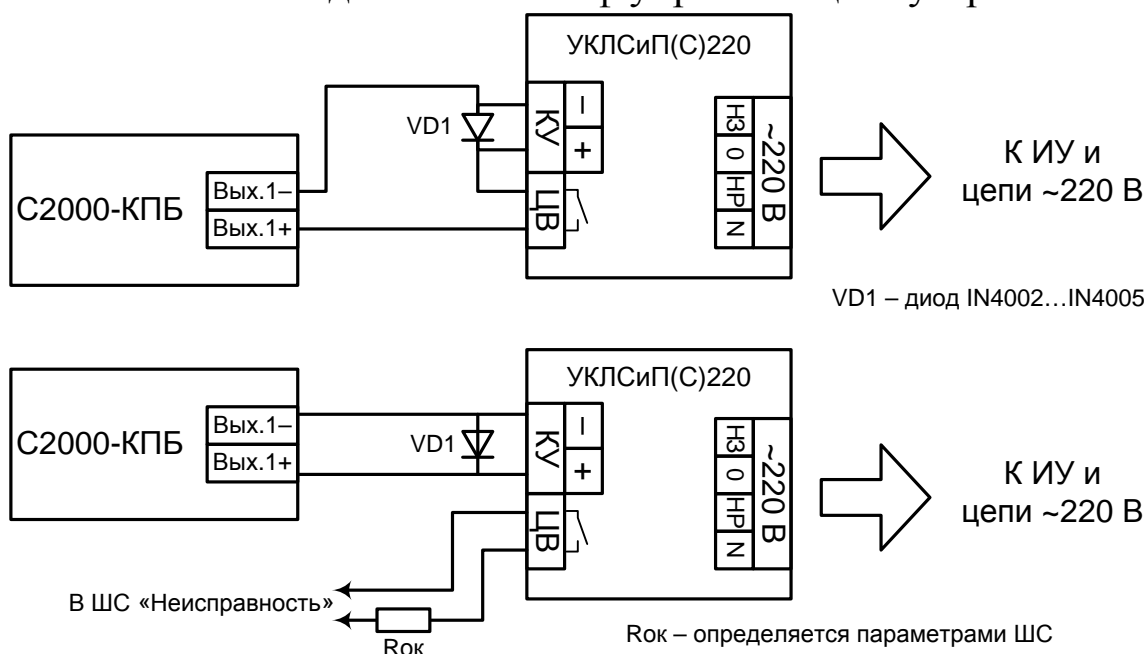 УКЛСиП(С)220
С2000-КПБ
Вых.1–
Вых.1+
VD1
КУ
–
+
ЦВ
НЗ
0
НР
N
~220 В
К ИУ и
цепи ~220 В
VD1 – диод IN4002…IN4005
УКЛСиП(С)220
С2000-КПБ
Вых.1–
Вых.1+
VD1
КУ
–
+
ЦВ
НЗ
0
НР
N
~220 В
К ИУ и
цепи ~220 В
В ШС «Неисправность»
Rок
Rок – определяется параметрами ШС